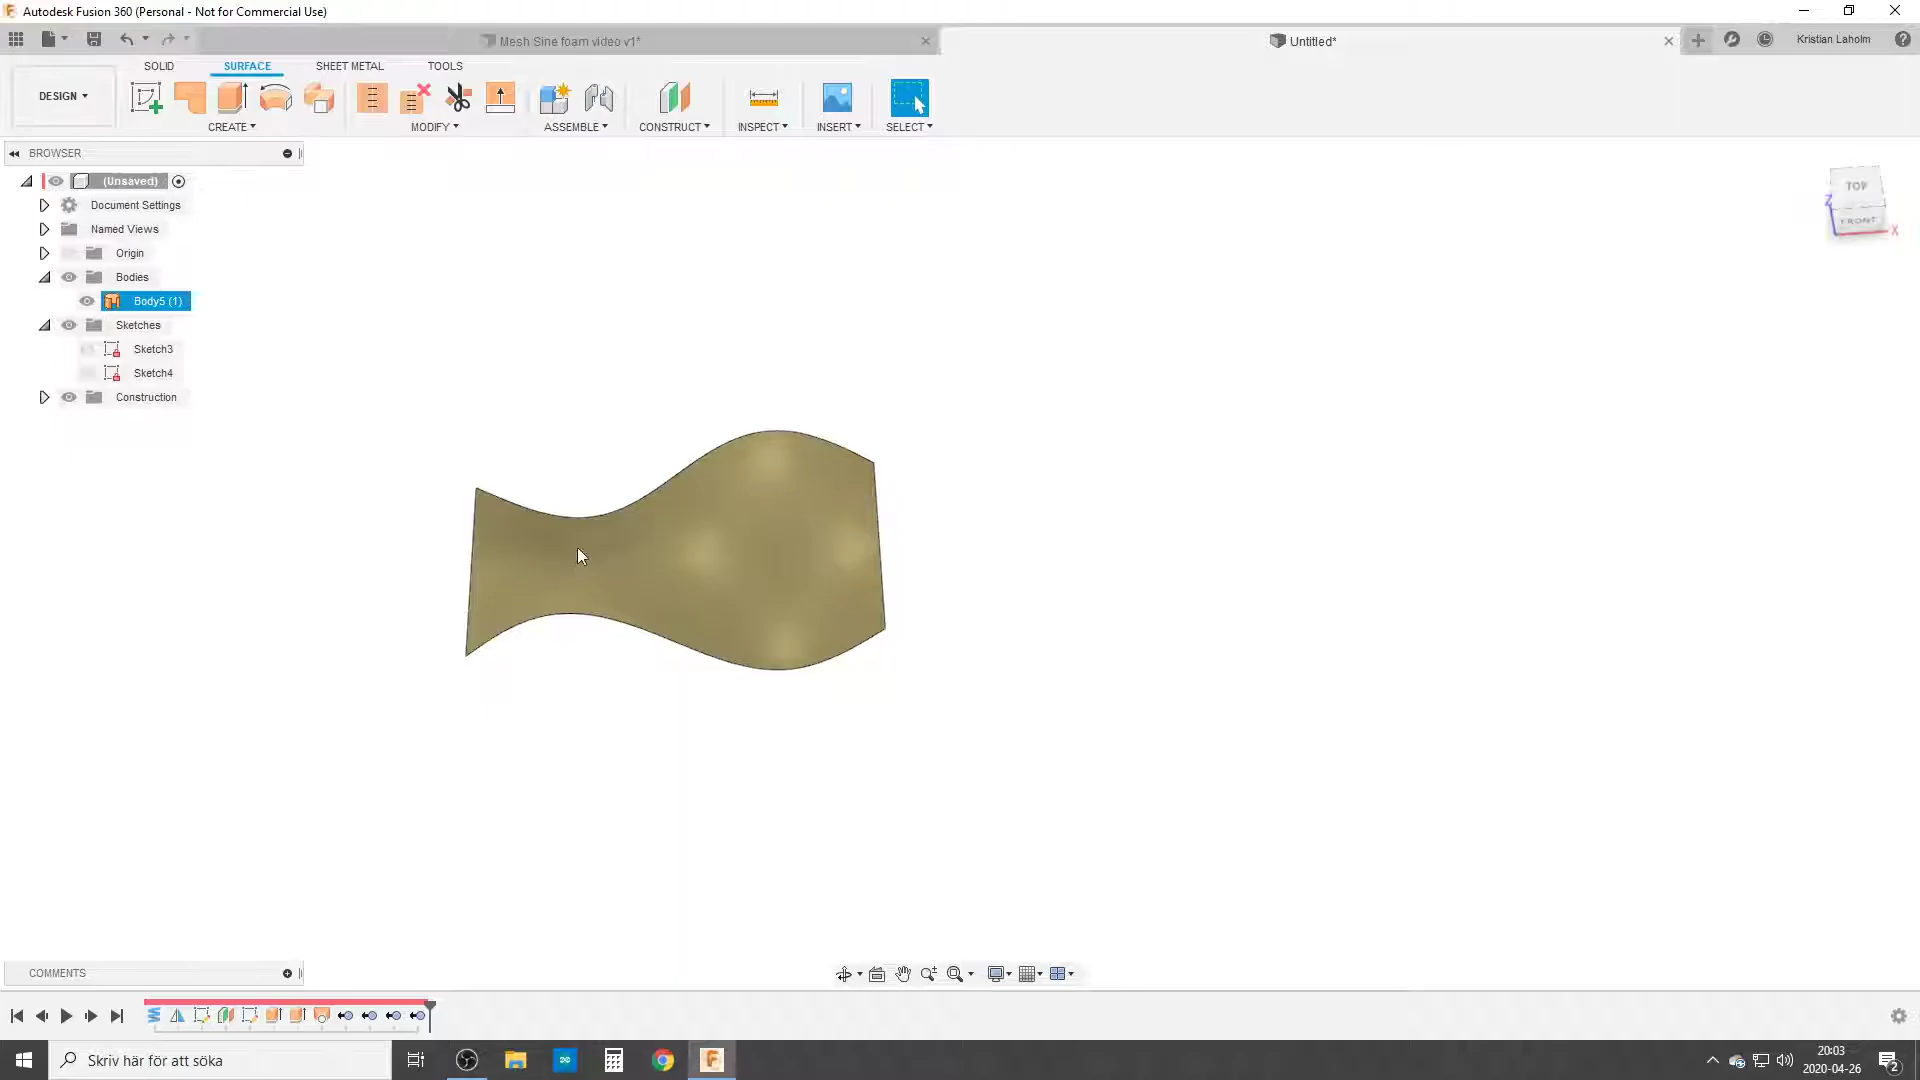 Autodesk Fusion 360 (Personal - Not for Commercial Use)
Mesh Sine foam video v1*
Untitled*
Kristian Laholm
SOLID SURFACE SHEET METAL TOOLS
DESIGN
CREATE MODIFY ASSEMBLE CONSTRUCT INSPECT INSERT SELECT
BROWSER
(Unsaved)
Document Settings
Named Views
Origin
Bodies
Body5 (1)
Sketches
Sketch3
Sketch4
Construction
TOP
FRONT
Z
X
COMMENTS
Skriv här för att söka
20:03
2020-04-26
2